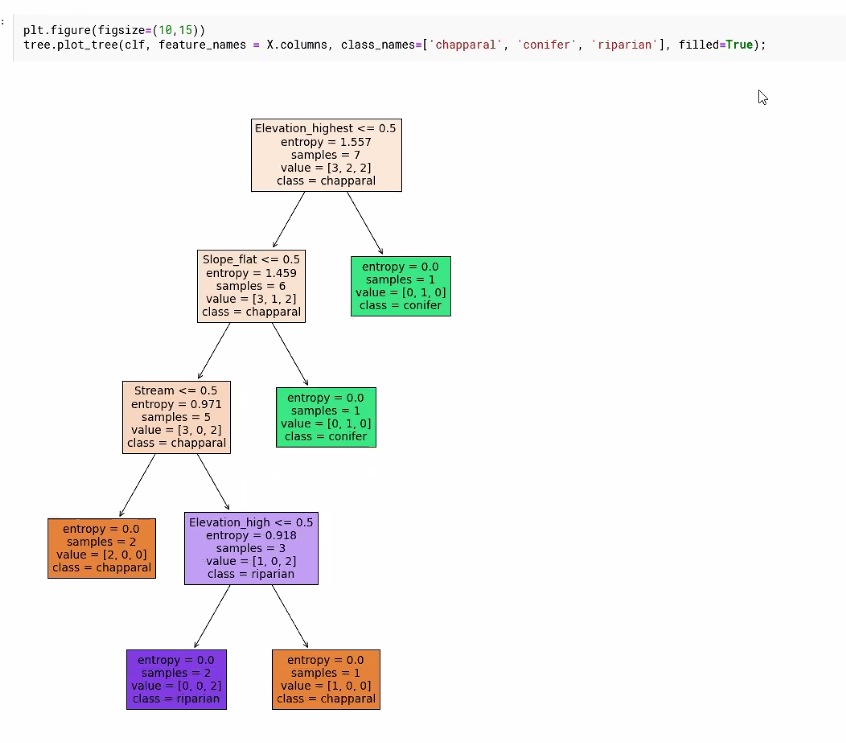 :
plt.figure(figsize=(10,15))
tree.plot_tree(clf, feature_names = X.columns, class_names=['chapparal', 'conifer', 'riparian'], filled=True);
Elevation_highest <= 0.5
entropy = 1.557
samples = 7
value = [3, 2, 2]
class = chapparal
Slope_flat <= 0.5
entropy = 1.459
samples = 6
value = [3, 1, 2]
class = chapparal
entropy = 0.0
samples = 1
value = [0, 1, 0]
class = conifer
Stream <= 0.5
entropy = 0.971
samples = 5
value = [3, 0, 2]
class = chapparal
entropy = 0.0
samples = 1
value = [0, 1, 0]
class = conifer
entropy = 0.0
samples = 2
value = [2, 0, 0]
class = chapparal
Elevation_high <= 0.5
entropy = 0.918
samples = 3
value = [1, 0, 2]
class = riparian
entropy = 0.0
samples = 2
value = [0, 0, 2]
class = riparian
entropy = 0.0
samples = 1
value = [1, 0, 0]
class = chapparal